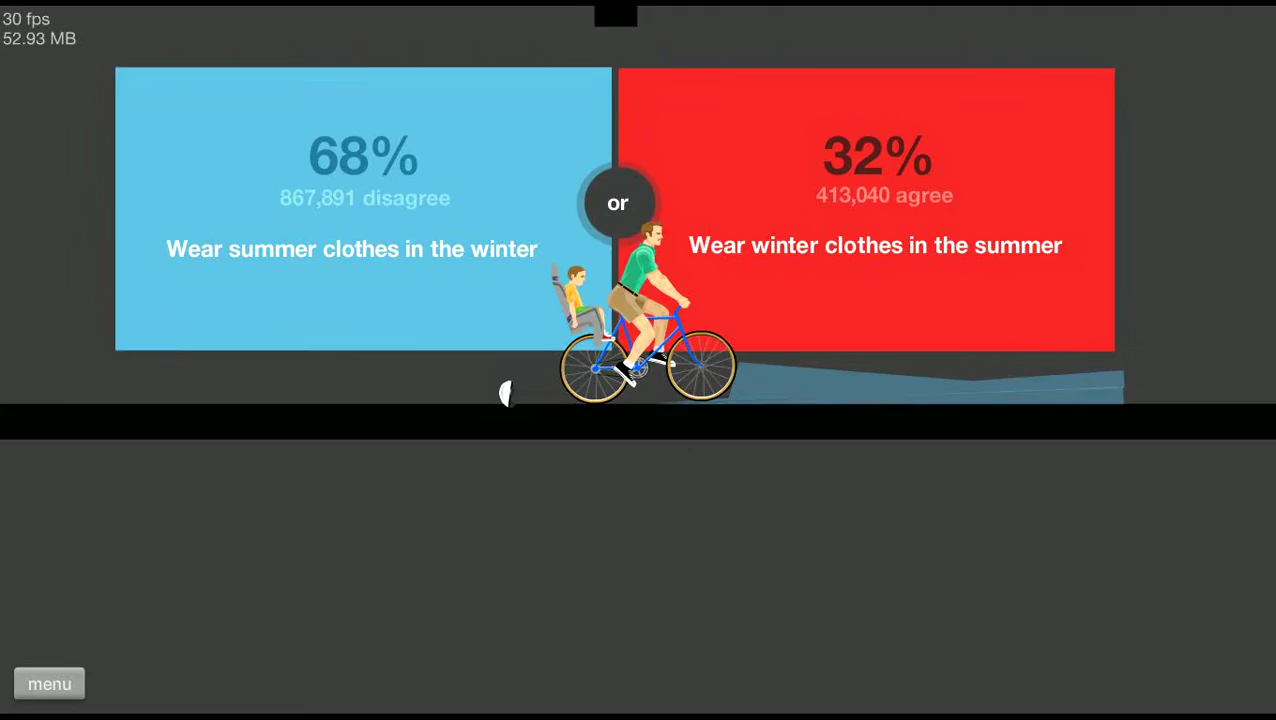 30 fps
52.93 MB
68%
867,891 disagree
Wear summer clothes in the winter
or
32%
413,040 agree
Wear winter clothes in the summer
menu